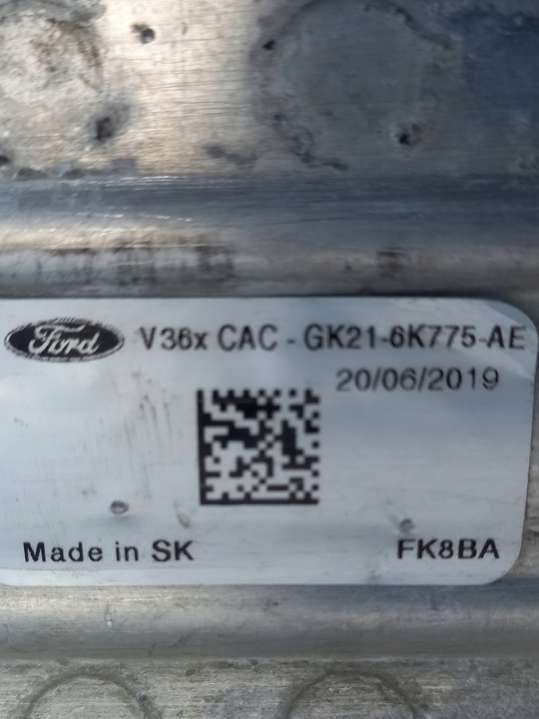 Ford V36x CAC - GK21-6K775-AE
20/06/2019
Made in SK FK8BA